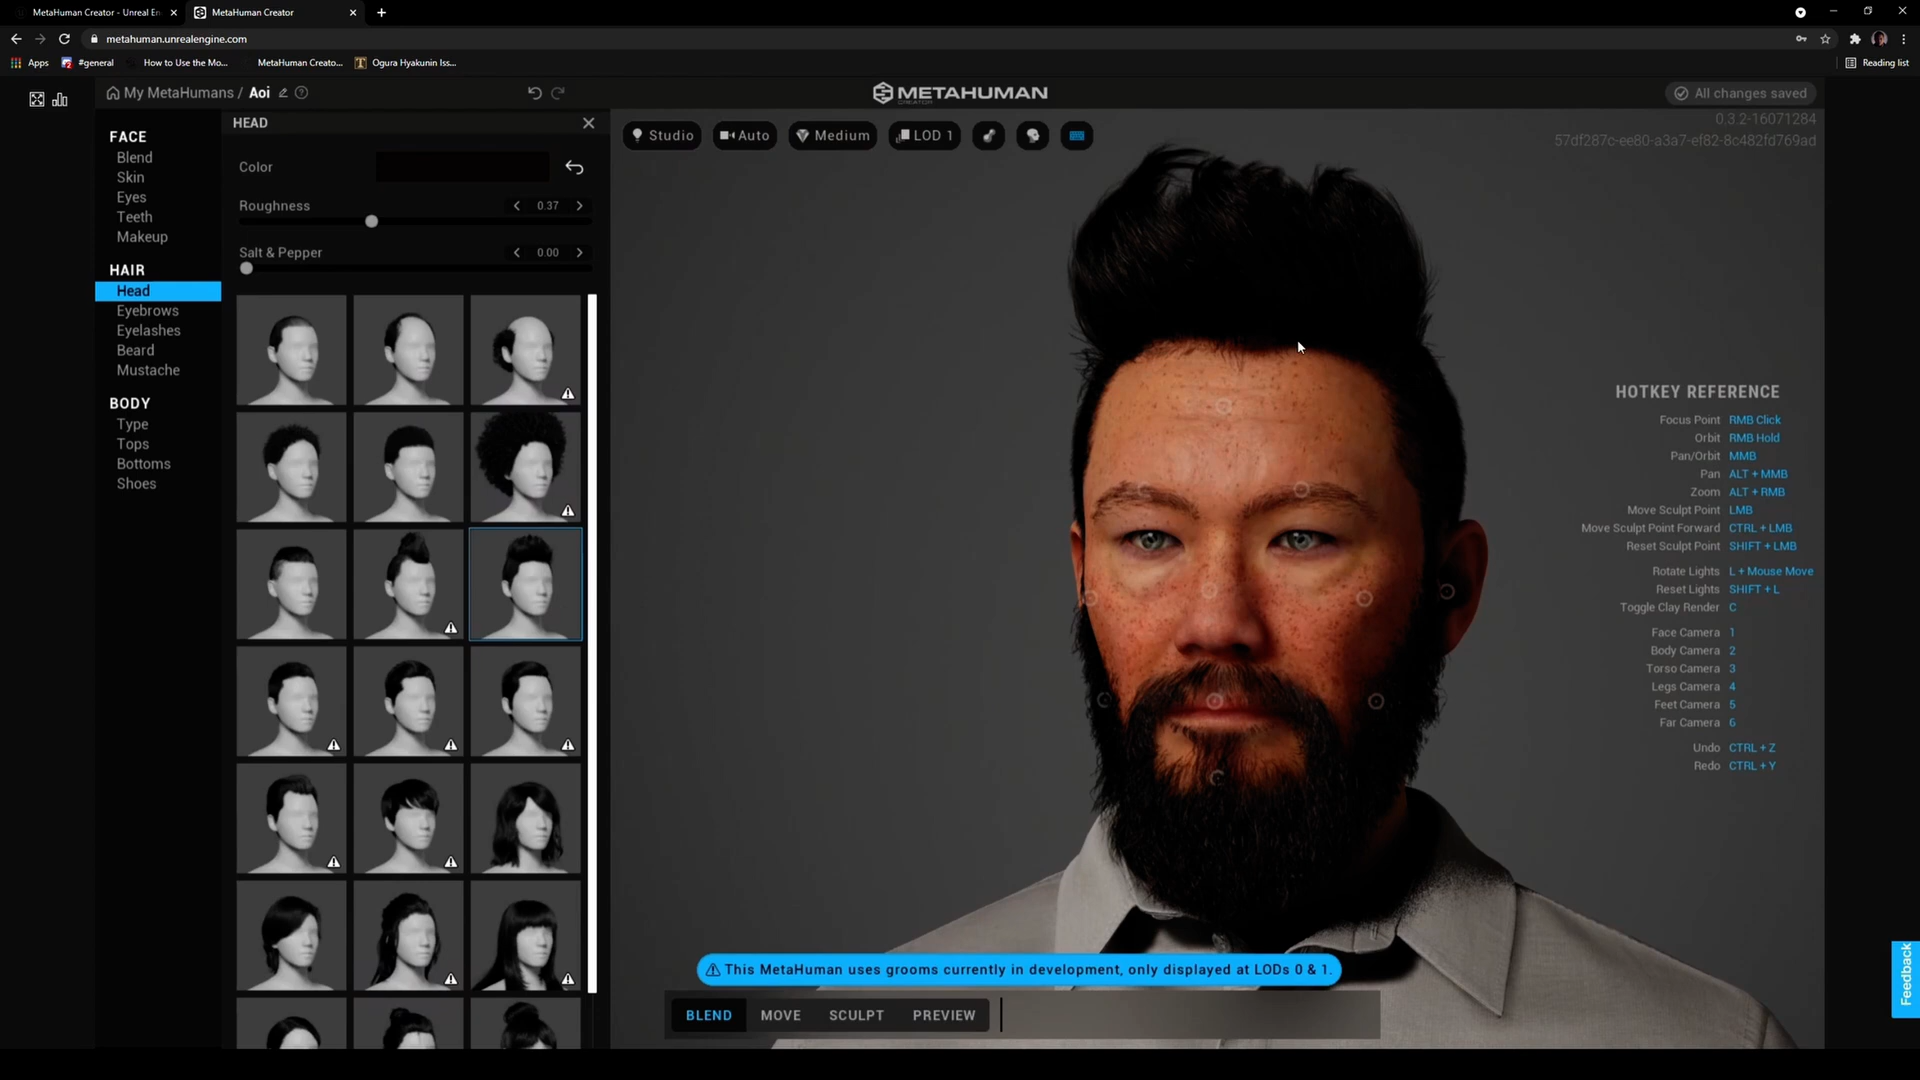 MetaHuman Creator - Unreal En
MetaHuman Creator
metahuman.unrealengine.com
Apps
#general
How to Use the Mo...
MetaHuman Creato...
Ogura Hyakunin Iss...
Reading list
My MetaHumans / Aoi
METAHUMAN
CREATOR
All changes saved
0.3.2-16071284
57df287c-ee80-a3a7-ef82-8c482fd769ad
FACE
Blend
Skin
Eyes
Teeth
Makeup
HAIR
Head
Eyebrows
Eyelashes
Beard
Mustache
BODY
Type
Tops
Bottoms
Shoes
HEAD
Color
Roughness 0.37
Salt & Pepper 0.00
Studio
Auto
Medium
LOD 1
HOTKEY REFERENCE
Focus Point RMB Click
Orbit RMB Hold
Pan/Orbit MMB
Pan ALT + MMB
Zoom ALT + RMB
Move Sculpt Point LMB
Move Sculpt Point Forward CTRL + LMB
Reset Sculpt Point SHIFT + LMB
Rotate Lights L + Mouse Move
Reset Lights SHIFT + L
Toggle Clay Render C
Face Camera 1
Body Camera 2
Torso Camera 3
Legs Camera 4
Feet Camera 5
Far Camera 6
Undo CTRL + Z
Redo CTRL + Y
This MetaHuman uses grooms currently in development, only displayed at LODs 0 & 1.
BLEND
MOVE
SCULPT
PREVIEW
Feedback